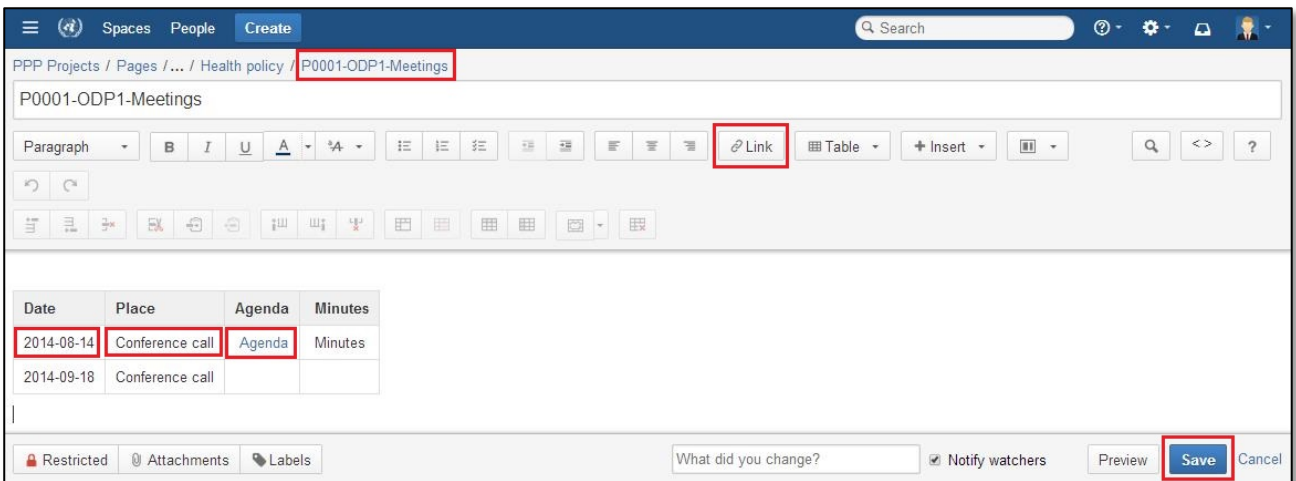 Spaces People Create Search
PPP Projects / Pages / ... / Health policy / P0001-ODP1-Meetings
P0001-ODP1-Meetings
Paragraph B I U A Link Table + Insert <> ?
Date Place Agenda Minutes
2014-08-14 Conference call Agenda Minutes
2014-09-18 Conference call
Restricted Attachments Labels What did you change? Notify watchers Preview Save Cancel